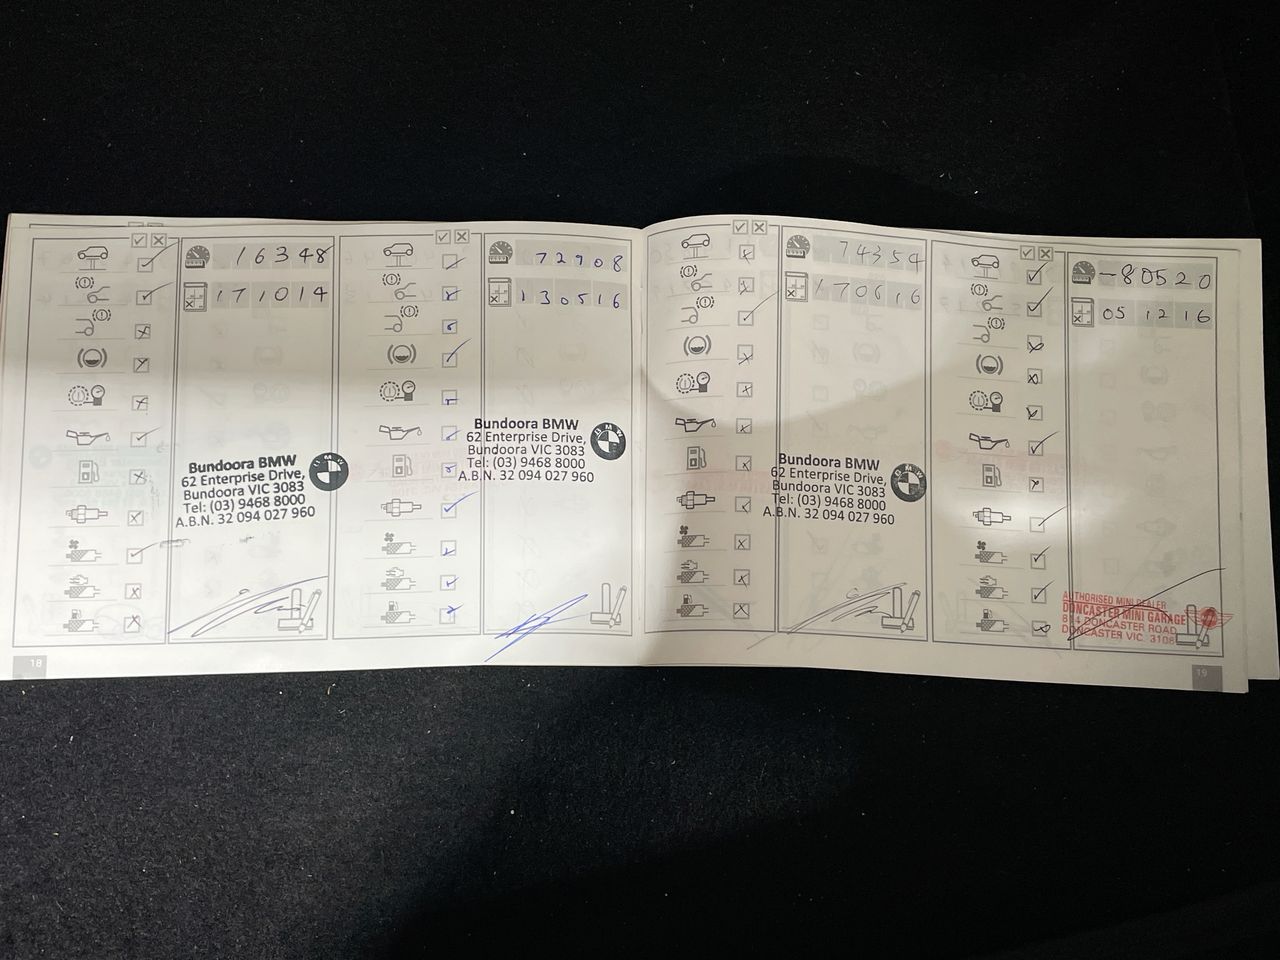 16348
171014
Bundoora BMW
62 Enterprise Drive,
Bundoora VIC 3083
Tel: (03) 9468 8000
A.B.N. 32 094 027 960
72908
130516
Bundoora BMW
62 Enterprise Drive,
Bundoora VIC 3083
Tel: (03) 9468 8000
A.B.N. 32 094 027 960
74354
170616
Bundoora BMW
62 Enterprise Drive,
Bundoora VIC 3083
Tel: (03) 9468 8000
A.B.N. 32 094 027 960
-80520
05 12 16
AUTHORISED MINI DEALER
DONCASTER MINI GARAGE
814 DONCASTER ROAD
DONCASTER VIC. 3108
18
19